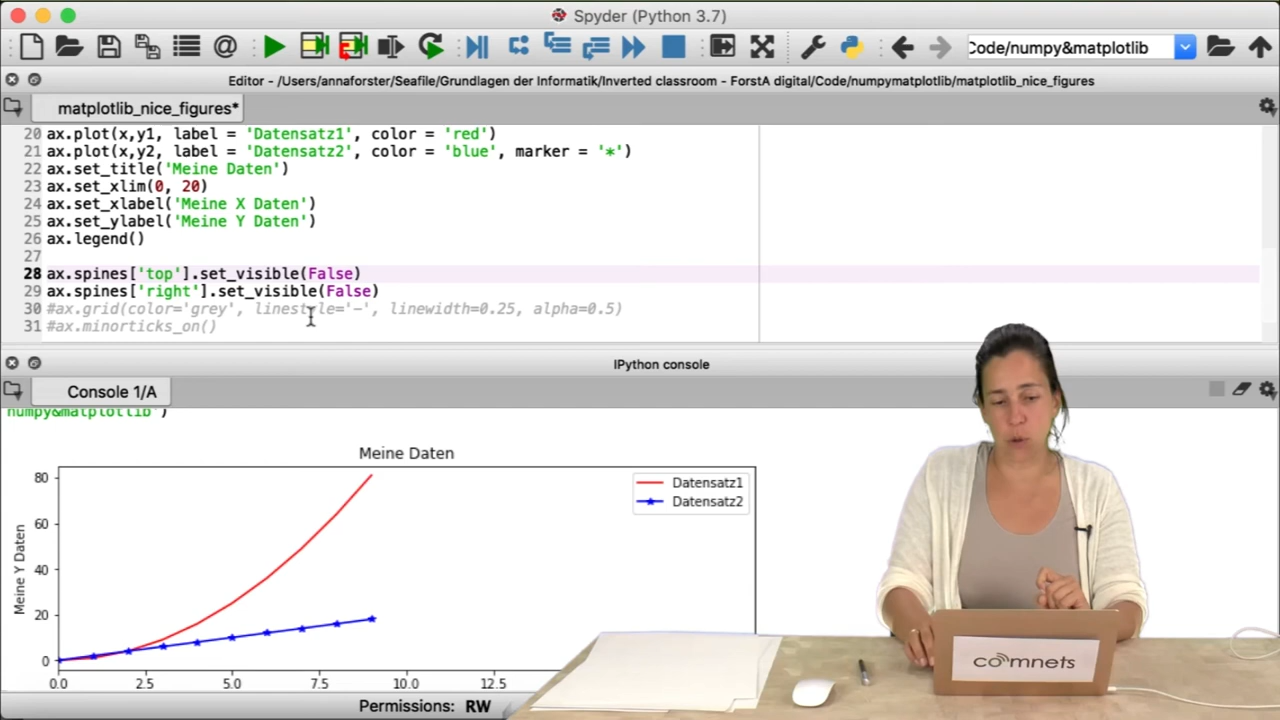 Spyder (Python 3.7)
Code/numpy&matplotlib
Editor - /Users/annaforster/Seafile/Grundlagen der Informatik/Inverted classroom - ForstA digital/Code/numpymatplotlib/matplotlib_nice_figures
matplotlib_nice_figures*
20 ax.plot(x,y1, label = 'Datensatz1', color = 'red')
21 ax.plot(x,y2, label = 'Datensatz2', color = 'blue', marker = '*')
22 ax.set_title('Meine Daten')
23 ax.set_xlim(0, 20)
24 ax.set_xlabel('Meine X Daten')
25 ax.set_ylabel('Meine Y Daten')
26 ax.legend()
27
28 ax.spines['top'].set_visible(False)
29 ax.spines['right'].set_visible(False)
30 #ax.grid(color='grey', linestyle='-', linewidth=0.25, alpha=0.5)
31 #ax.minorticks_on()
IPython console
Console 1/A
numpy&matplotlib')
Meine Daten
80
60
40
20
0
Meine Y Daten
Datensatz1
Datensatz2
0.0 2.5 5.0 7.5 10.0 12.5
Permissions: RW
comnets